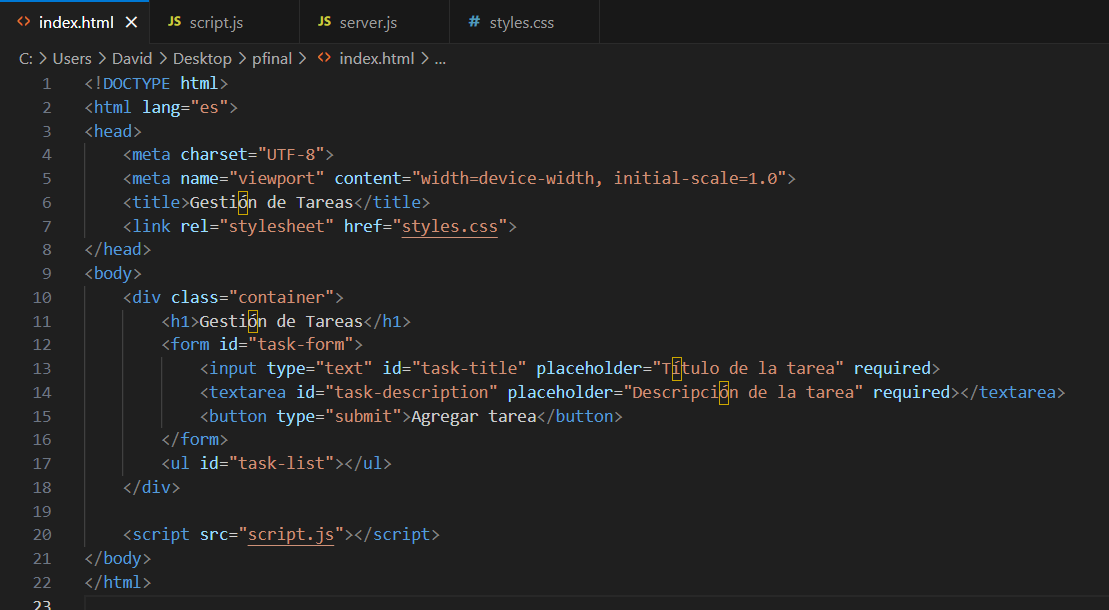 <> index.html × JS script.js JS server.js # styles.css
C: > Users > David > Desktop > pfinal > <> index.html > ...
1 <!DOCTYPE html>
2 <html lang="es">
3 <head>
4     <meta charset="UTF-8">
5     <meta name="viewport" content="width=device-width, initial-scale=1.0">
6     <title>Gestión de Tareas</title>
7     <link rel="stylesheet" href="styles.css">
8 </head>
9 <body>
10     <div class="container">
11         <h1>Gestión de Tareas</h1>
12         <form id="task-form">
13             <input type="text" id="task-title" placeholder="Título de la tarea" required>
14             <textarea id="task-description" placeholder="Descripción de la tarea" required></textarea>
15             <button type="submit">Agregar tarea</button>
16         </form>
17         <ul id="task-list"></ul>
18     </div>
19
20     <script src="script.js"></script>
21 </body>
22 </html>
23